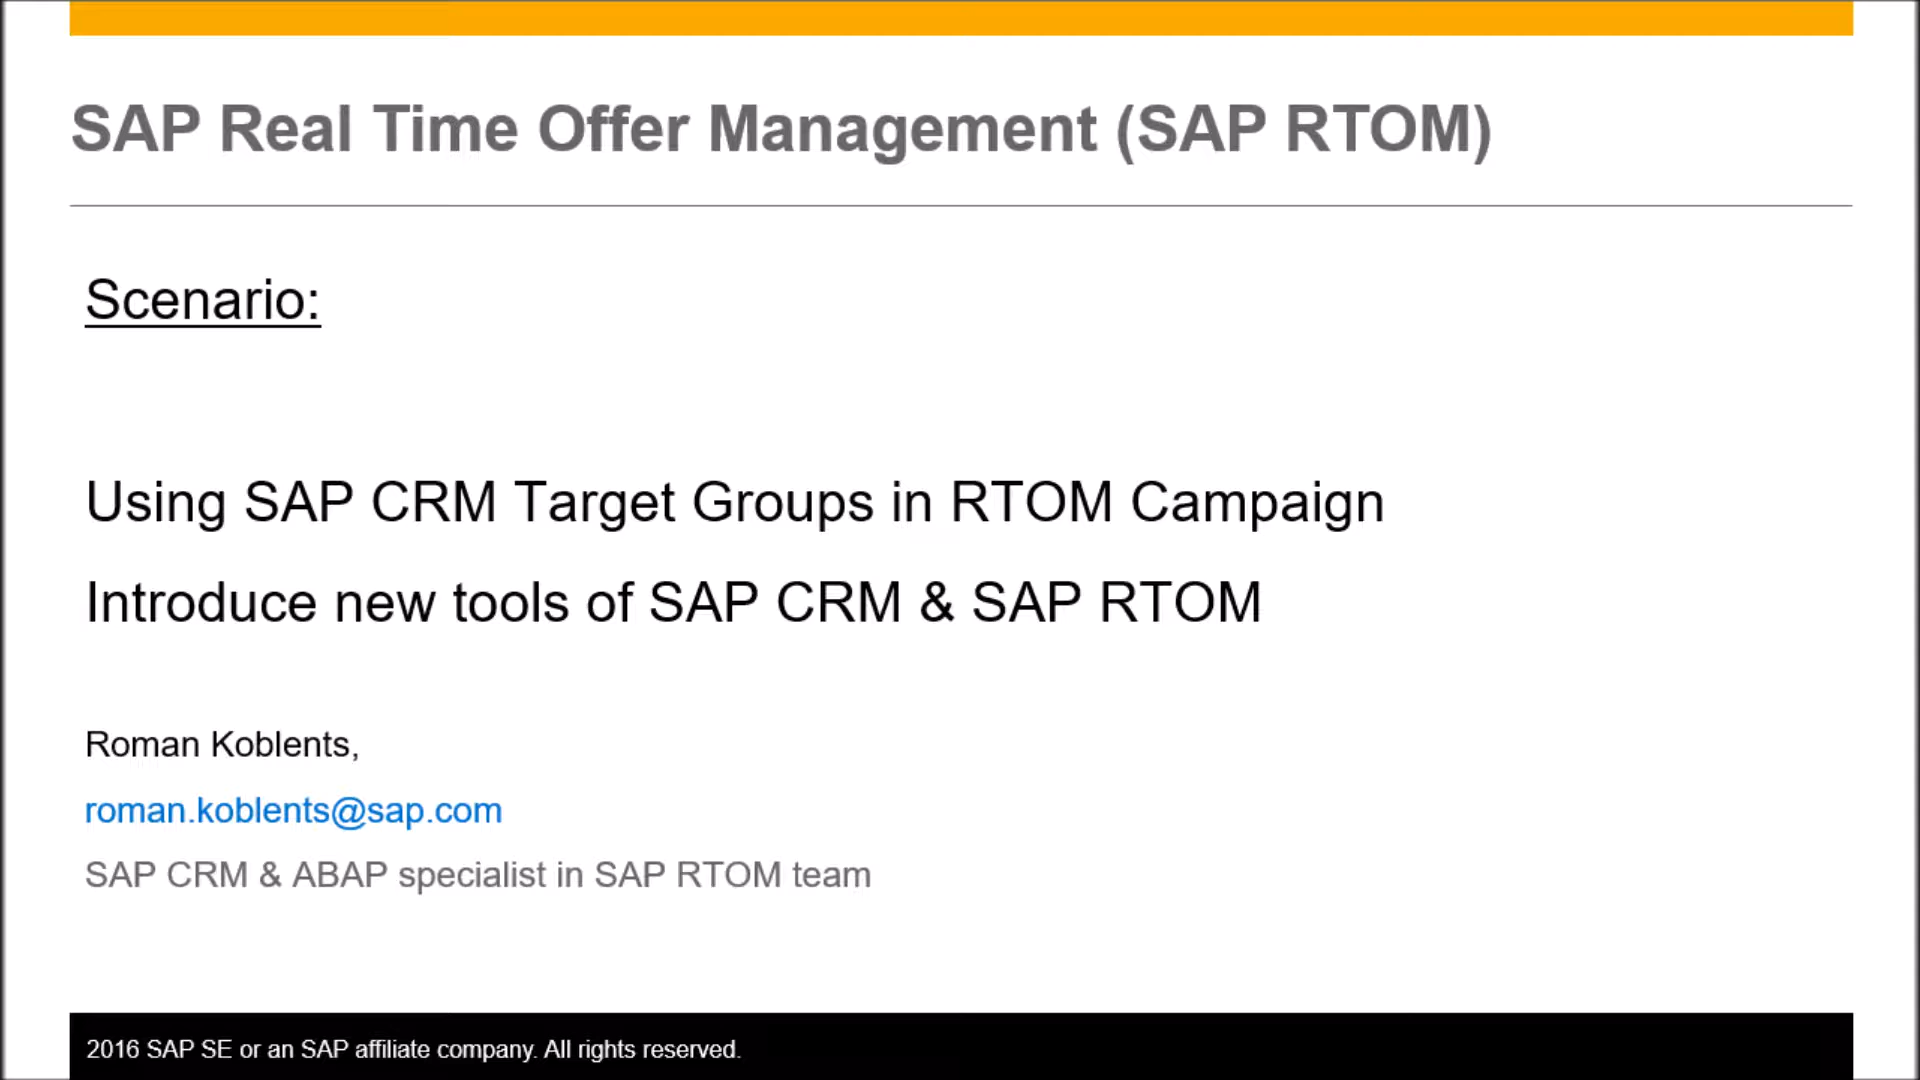 SAP Real Time Offer Management (SAP RTOM)
Scenario:
Using SAP CRM Target Groups in RTOM Campaign
Introduce new tools of SAP CRM & SAP RTOM
Roman Koblents,
roman.koblents@sap.com
SAP CRM & ABAP specialist in SAP RTOM team
2016 SAP SE or an SAP affiliate company. All rights reserved.